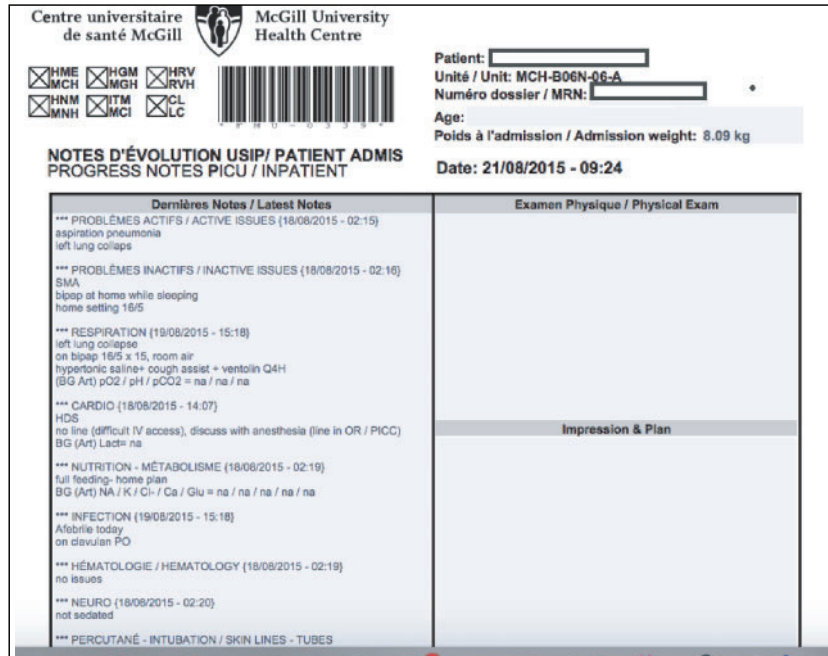 Centre universitaire
de santé McGill
McGill University
Health Centre
HME
MCH
HGM
MGH
HRV
RVH
HNM
MNH
ITM
MCI
CL
LC
*FMU-0339*
Patient:
Unité / Unit: MCH-B06N-06-A
Numéro dossier / MRN:
Age:
Poids à l'admission / Admission weight: 8.09 kg
NOTES D'ÉVOLUTION USIP/ PATIENT ADMIS
PROGRESS NOTES PICU / INPATIENT
Date: 21/08/2015 - 09:24
Dernières Notes / Latest Notes
*** PROBLÈMES ACTIFS / ACTIVE ISSUES {18/08/2015 - 02:15}
aspiration pneumonia
left lung collaps
*** PROBLÈMES INACTIFS / INACTIVE ISSUES {18/08/2015 - 02:16}
SMA
bipap at home while sleeping
home setting 16/5
*** RESPIRATION {19/08/2015 - 15:18}
left lung collapse
on bipap 16/5 x 15, room air
hypertonic saline+ cough assist + ventolin Q4H
(BG Art) pO2 / pH / pCO2 = na / na / na
*** CARDIO {18/08/2015 - 14:07}
HDS
no line (difficult IV access), discuss with anesthesia (line in OR / PICC)
BG (Art) Lact= na
*** NUTRITION - MÉTABOLISME {18/08/2015 - 02:19}
full feeding- home plan
BG (Art) NA / K / Cl- / Ca / Glu = na / na / na / na / na
*** INFECTION {19/08/2015 - 15:18}
Afebrile today
on clavulan PO
*** HÉMATOLOGIE / HEMATOLOGY {18/08/2015 - 02:19}
no issues
*** NEURO {18/08/2015 - 02:20}
not sedated
*** PERCUTANÉ - INTUBATION / SKIN LINES - TUBES
Examen Physique / Physical Exam
Impression & Plan